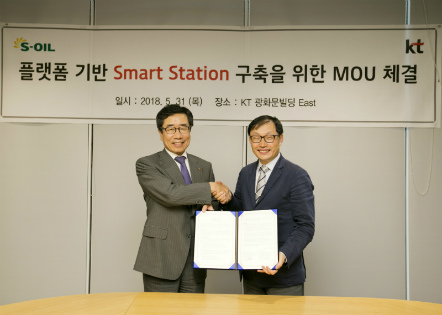 S-OIL
kt
플랫폼 기반 Smart Station 구축을 위한 MOU 체결
일시 : 2018. 5. 31 (목) 장소 : KT 광화문빌딩 East